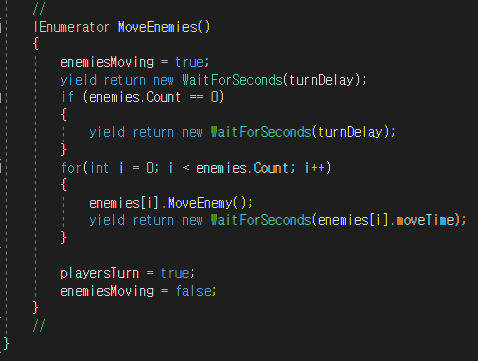 //
IEnumerator MoveEnemies()
{
enemiesMoving = true;
yield return new WaitForSeconds(turnDelay);
if (enemies.Count == 0)
{
yield return new WaitForSeconds(turnDelay);
}
for(int i = 0; i < enemies.Count; i++)
{
enemies[i].MoveEnemy();
yield return new WaitForSeconds(enemies[i].moveTime);
}
playersTurn = true;
enemiesMoving = false;
}
//
}